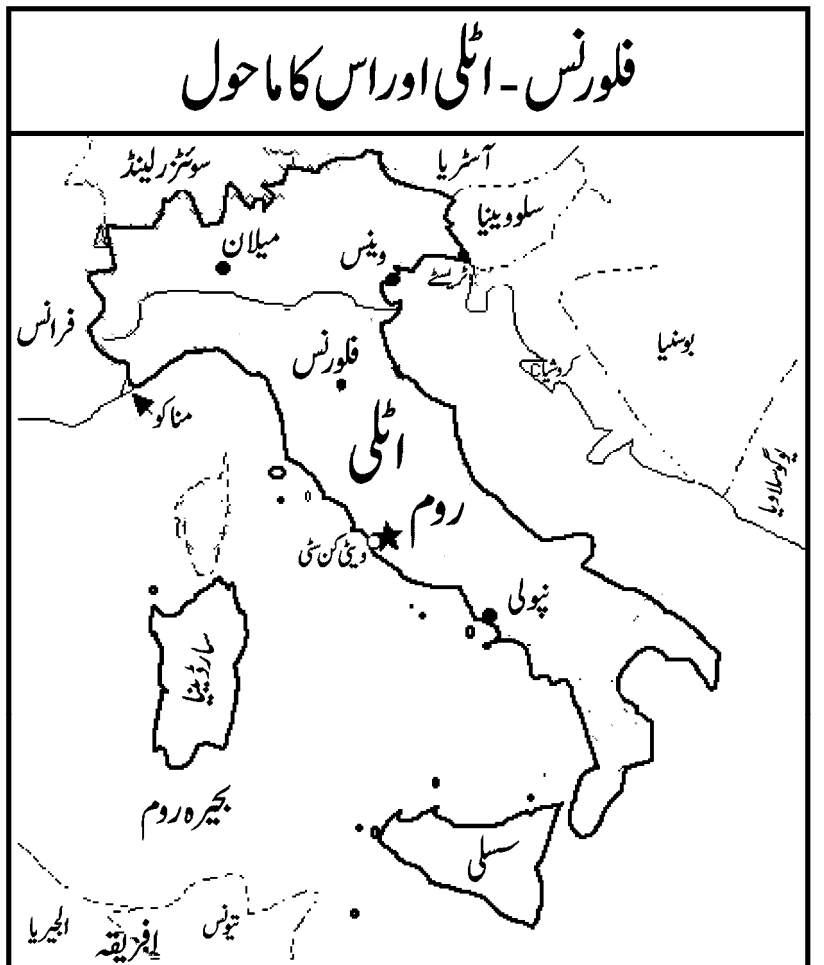 فلورنس - اٹلی اور اس کا ماحول
سوئٹزرلینڈ
آسٹریا
سلووینیا
میلان
وینس
ٹریسٹے
فرانس
فلورنس
بوسنیا
کروشیا
مناکو
اٹلی
یوگوسلاویا
روم
ویٹی کن سٹی
نیپولی
سارڈینیا
بحیرہ روم
سسلی
الجیریا
افریقہ
تیونس